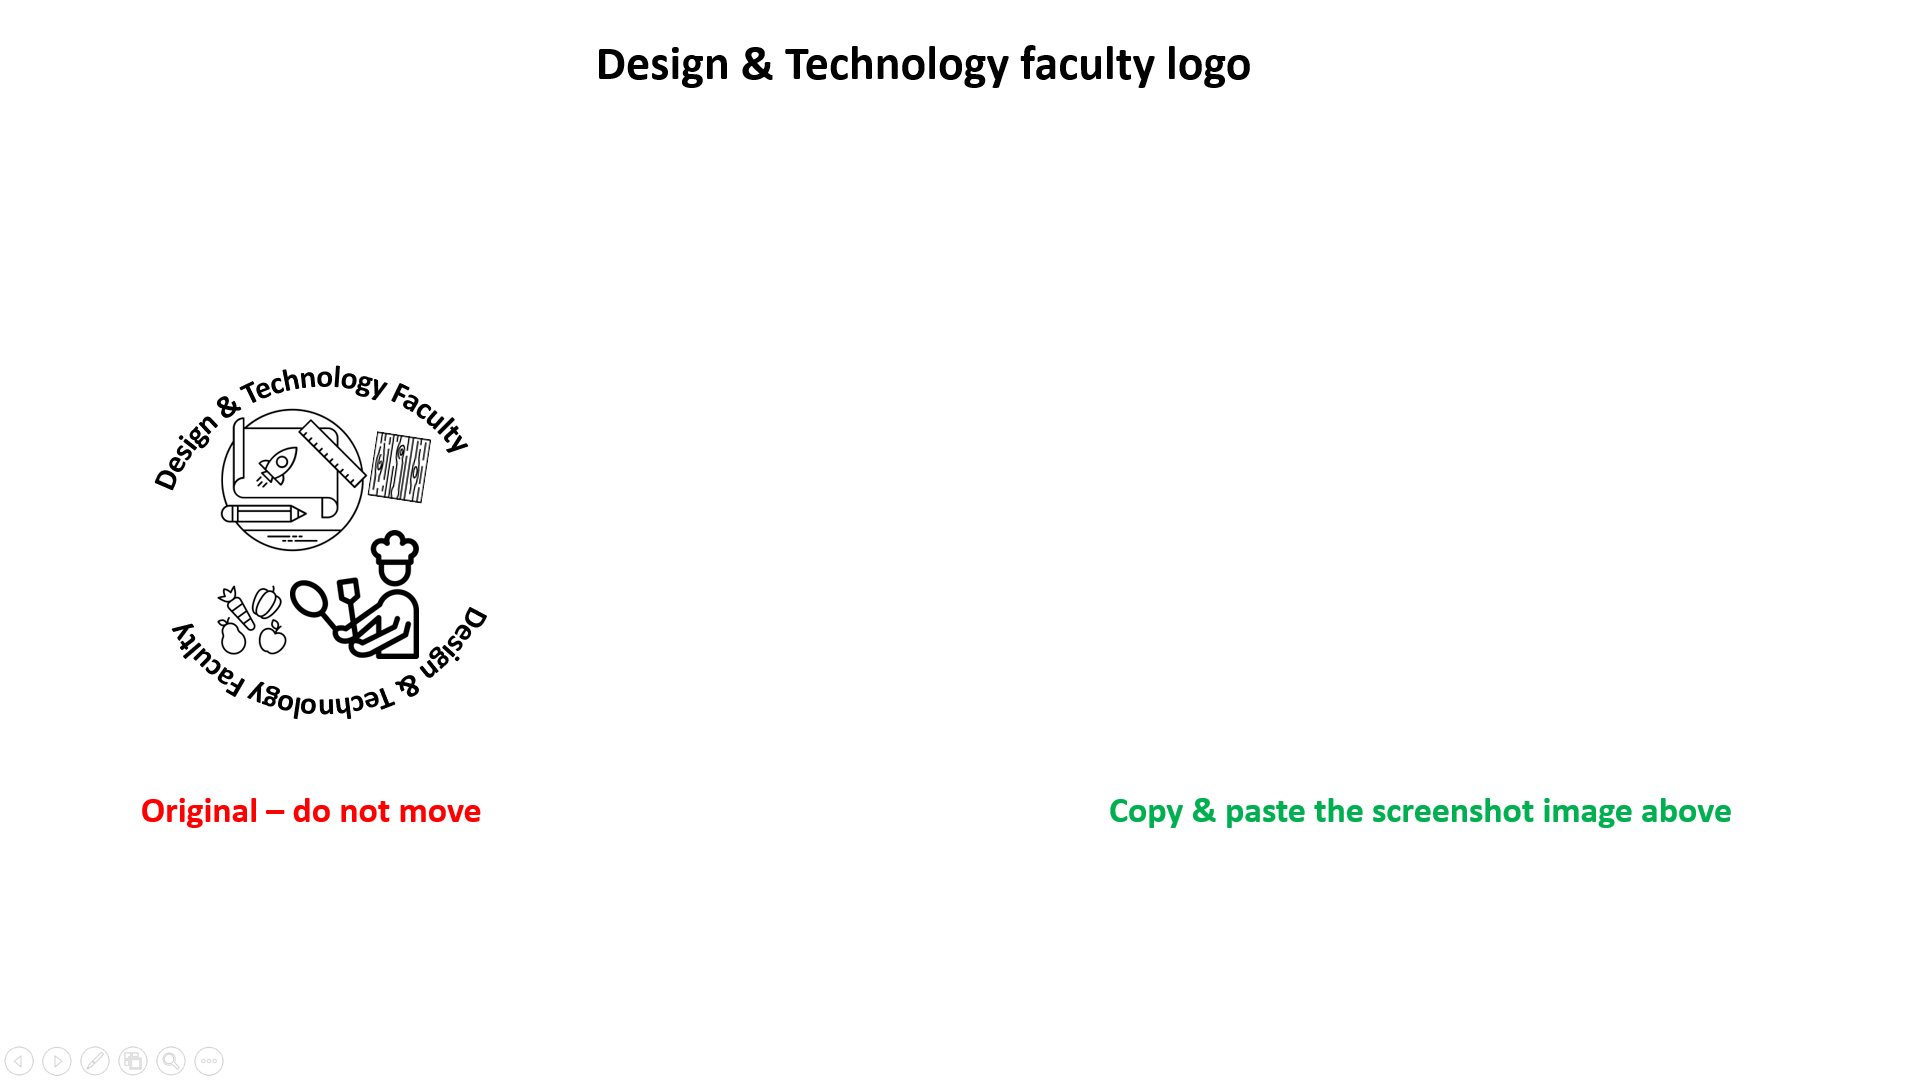 Design & Technology faculty logo
Design & Technology Faculty
Design & Technology Faculty
Original – do not move
Copy & paste the screenshot image above